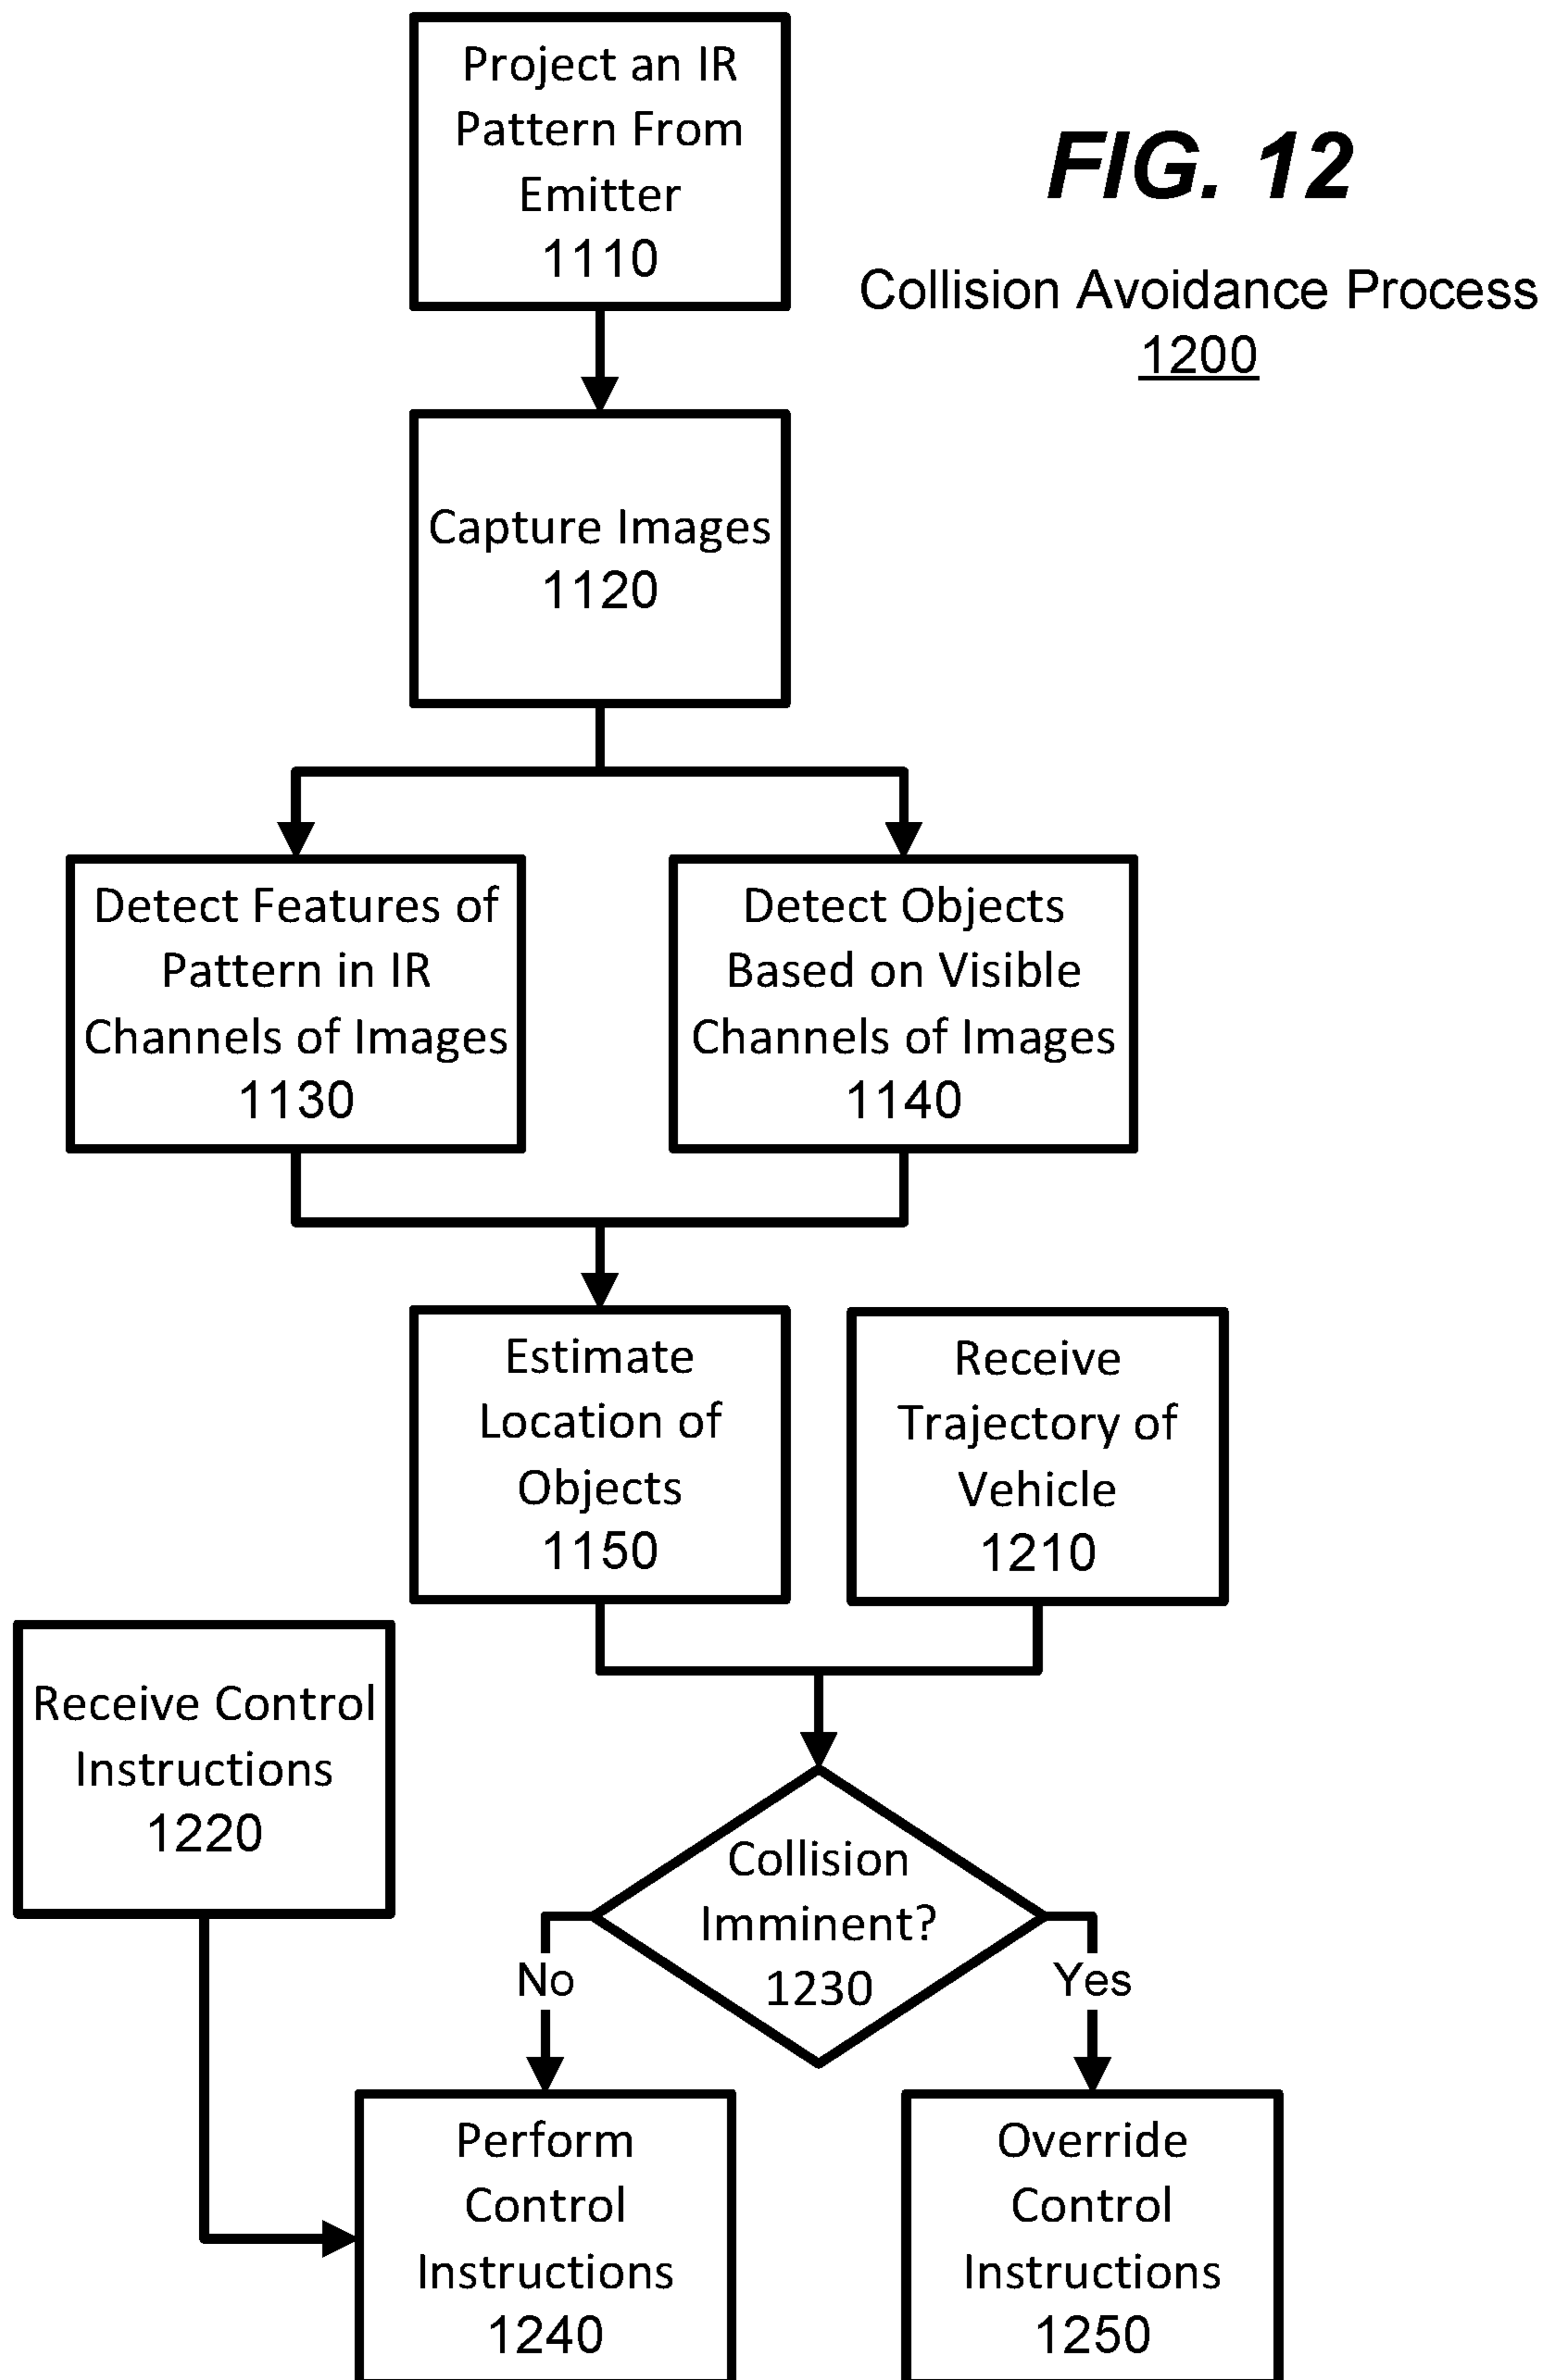 Project an IR
Pattern From
Emitter
1110
FIG. 12
Collision Avoidance Process
1200
Capture Images
1120
Detect Features of
Pattern in IR
Channels of Images
1130
Detect Objects
Based on Visible
Channels of Images
1140
Estimate
Location of
Objects
1150
Receive
Trajectory of
Vehicle
1210
Receive Control
Instructions
1220
Collision
Imminent?
1230
No
Yes
Perform
Control
Instructions
1240
Override
Control
Instructions
1250